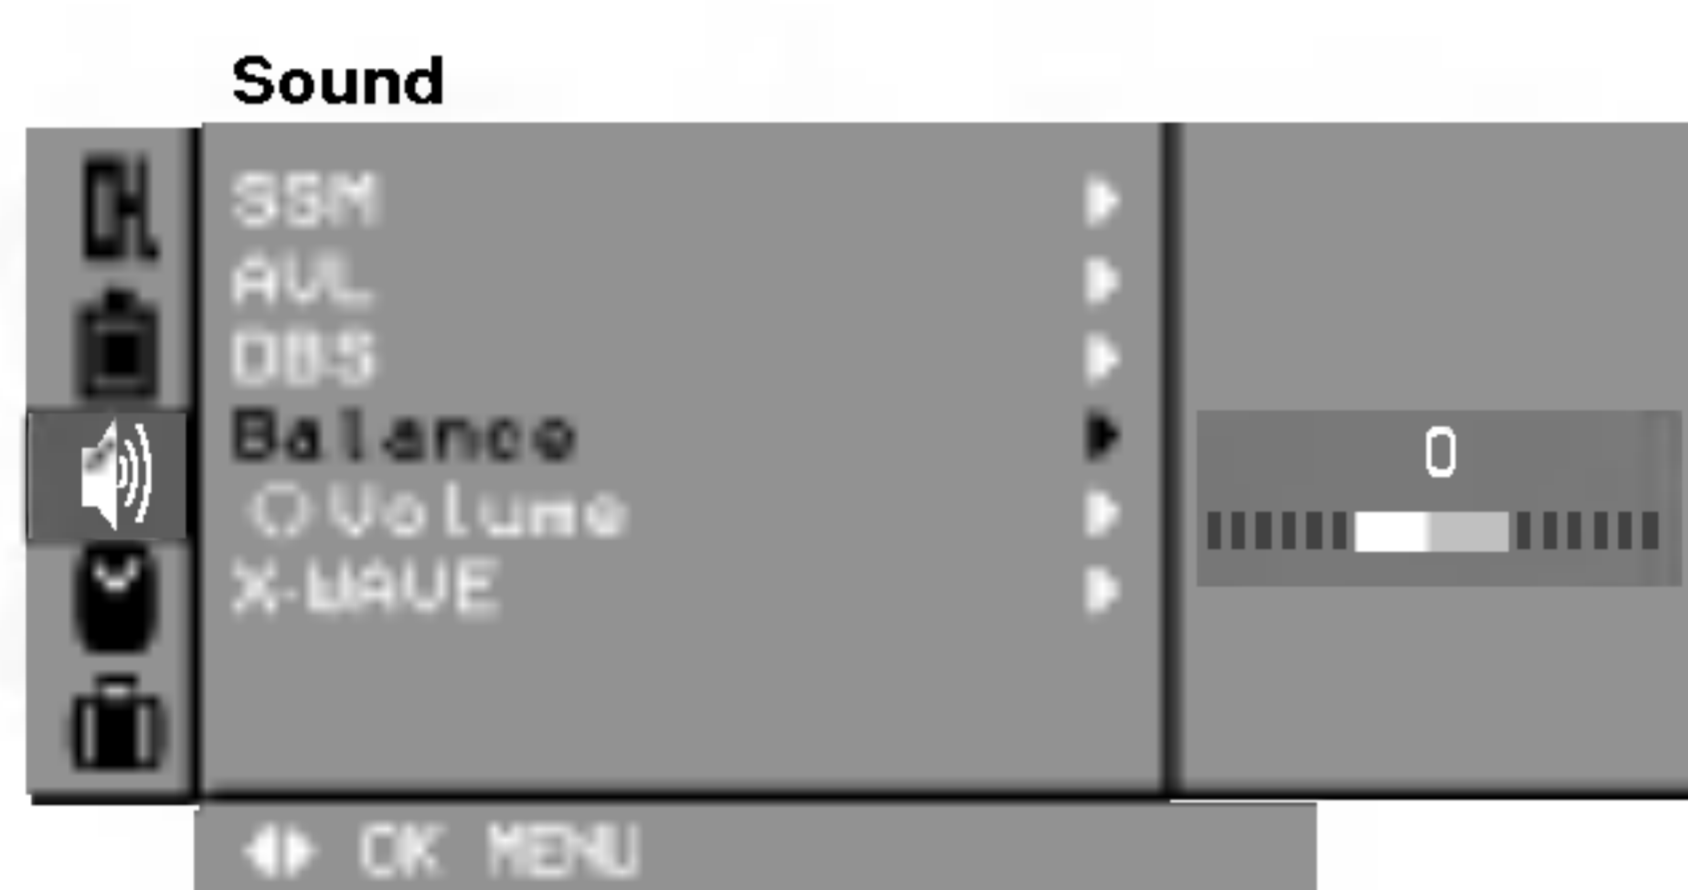 Sound
SSM
AVL
DBS
Balance
0
Volume
X-WAVE
OK MENU